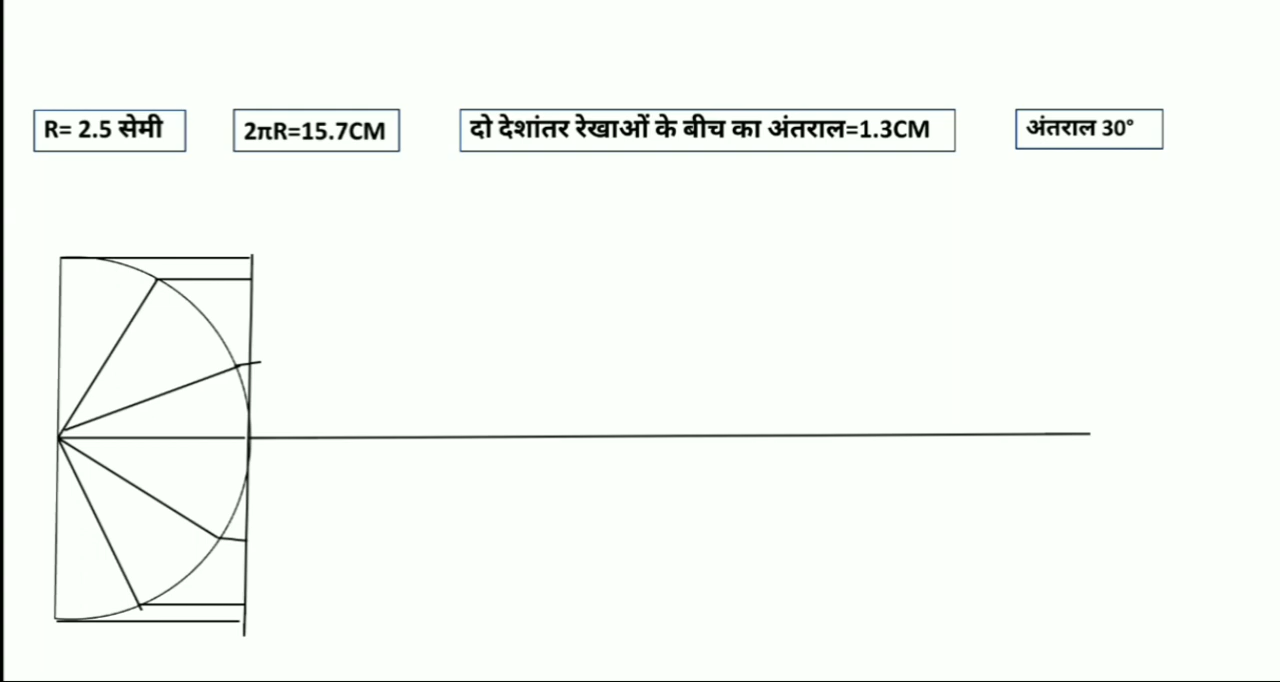 R= 2.5 सेमी
2πR=15.7CM
दो देशांतर रेखाओं के बीच का अंतराल=1.3CM
अंतराल 30°